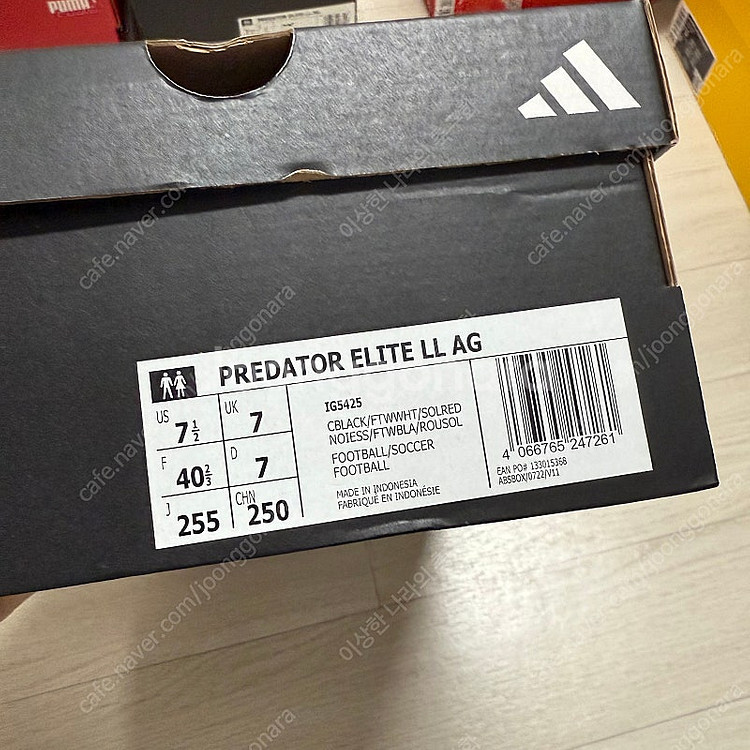 PUMA
PREDATOR ELITE LL AG
US 7 1/2
UK 7
F 40 2/3
D 7
J 255
CHN 250
IG5425
CBLACK/FTWWHT/SOLRED
NOIESS/FTWBLA/ROUSOL
FOOTBALL/SOCCER
FOOTBALL
MADE IN INDONESIA
FABRIQUÉ EN INDONÉSIE
4 066765 247261
EAN PO# 133015368
ABSBOX/0722/V11
cafe.naver.com/joonggonara
이상한 나라의